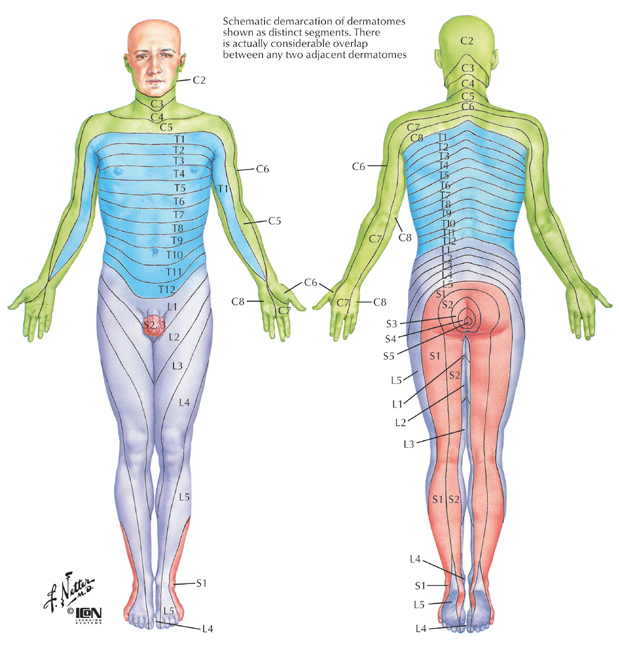 Schematic demarcation of dermatomes
shown as distinct segments. There
is actually considerable overlap
between any two adjacent dermatomes
C2
C3
C4
C5
T1
T2
T3
T4
T5
T6
T7
T8
T9
T10
T11
T12
L1
S2, 3
L2
L3
L4
L5
S1
L5
L4
T1
C6
C5
C6
C8
C7
C2
C3
C4
C5
C6
C7
C8
T1
T2
T3
T4
T5
T6
T7
T8
T9
T10
T11
T12
L1
L2
L3
L4
L5
S1
S2
C6
C7
C8
C6
C7
C8
S3
S4
S5
S1
L5
S2
L1
L2
L3
S1
S2
L4
S1
L5
L4
F. Netter
M.D.
© ICON
LEARNING
SYSTEMS